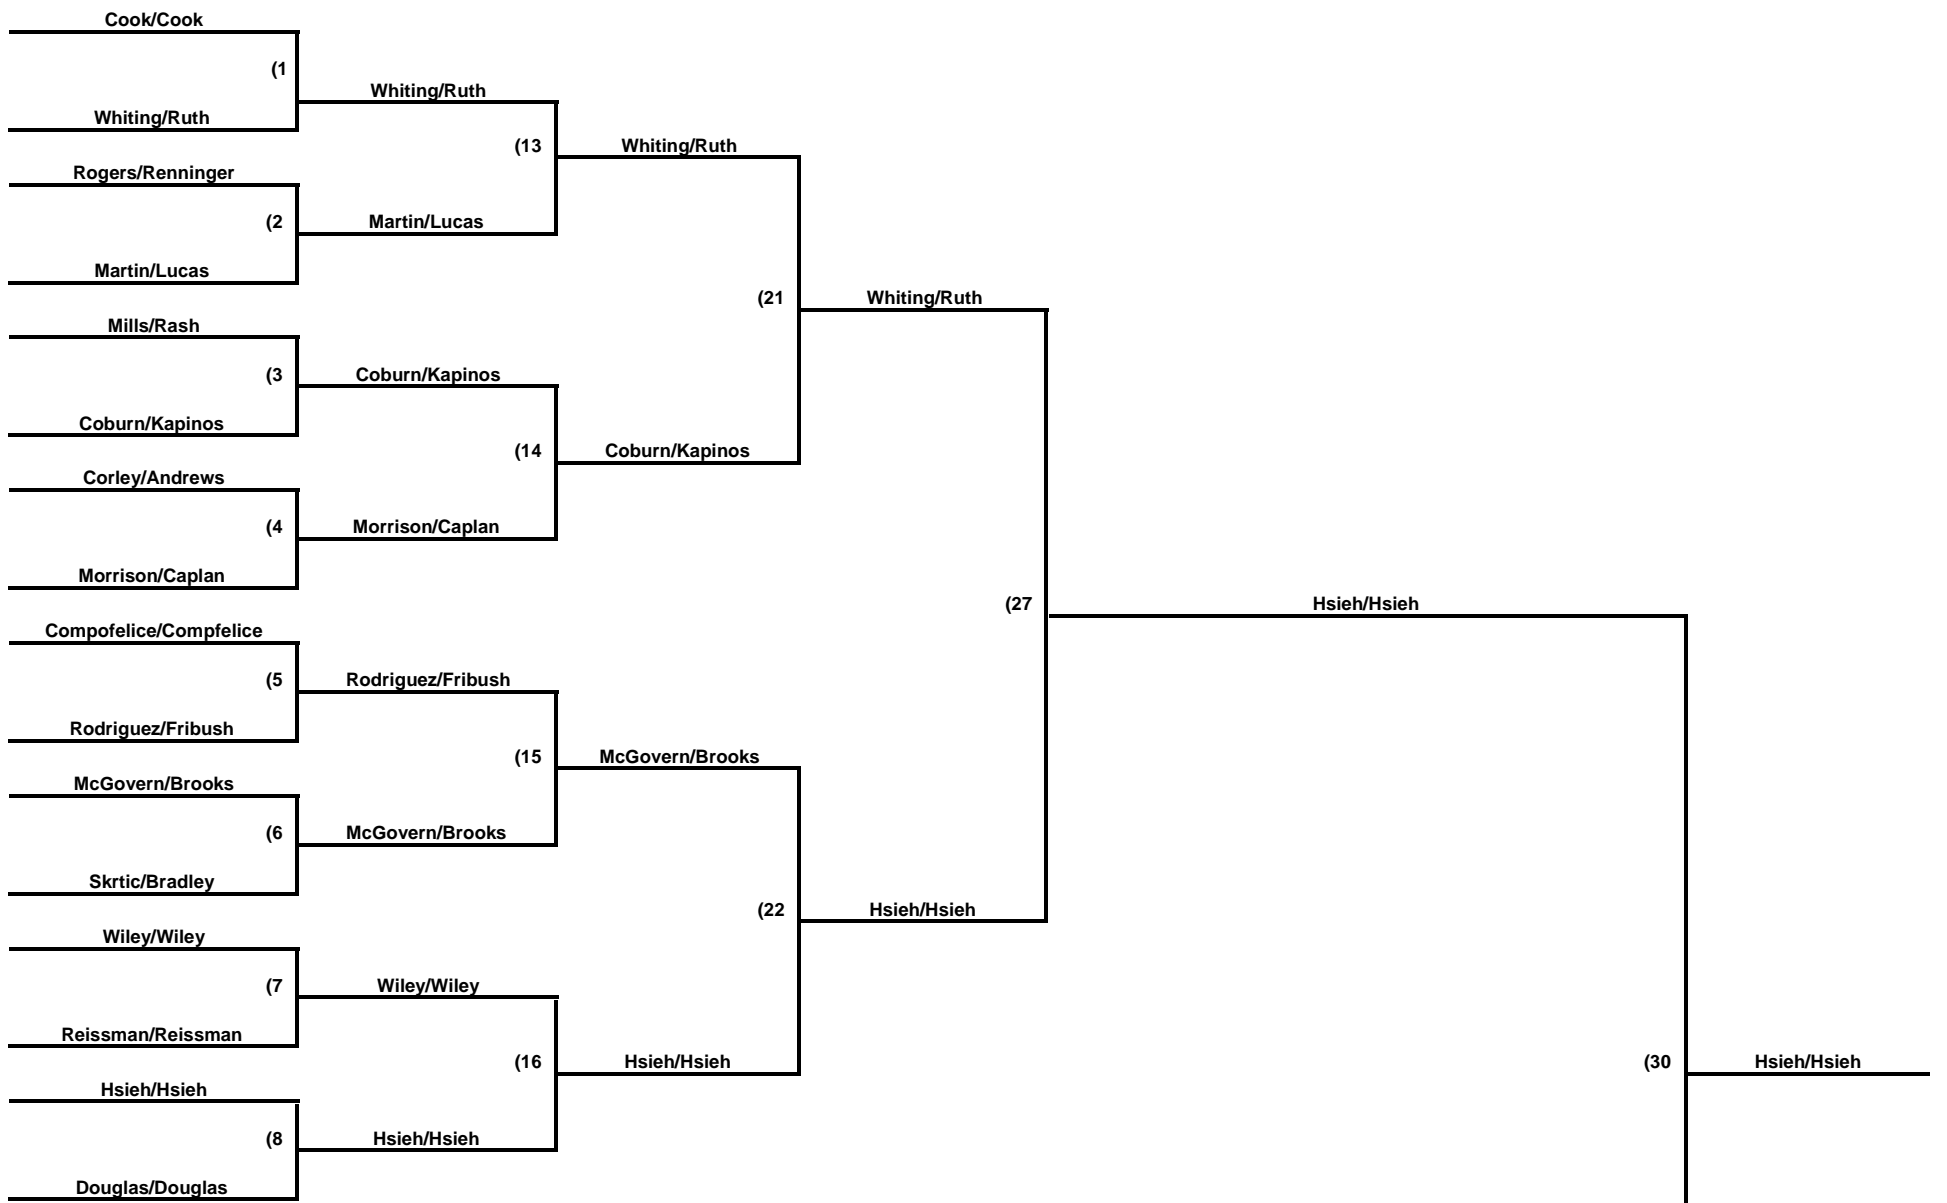 Cook/Cook
(1
Whiting/Ruth
Whiting/Ruth
(13
Whiting/Ruth
Rogers/Renninger
(2
Martin/Lucas
Martin/Lucas
(21
Whiting/Ruth
Mills/Rash
(3
Coburn/Kapinos
Coburn/Kapinos
(14
Coburn/Kapinos
Corley/Andrews
(4
Morrison/Caplan
Morrison/Caplan
(27
Hsieh/Hsieh
Compofelice/Compfelice
(5
Rodriguez/Fribush
Rodriguez/Fribush
(15
McGovern/Brooks
McGovern/Brooks
(6
McGovern/Brooks
Skrtic/Bradley
(22
Hsieh/Hsieh
Wiley/Wiley
(7
Wiley/Wiley
Reissman/Reissman
(16
Hsieh/Hsieh
(30
Hsieh/Hsieh
Hsieh/Hsieh
(8
Hsieh/Hsieh
Douglas/Douglas